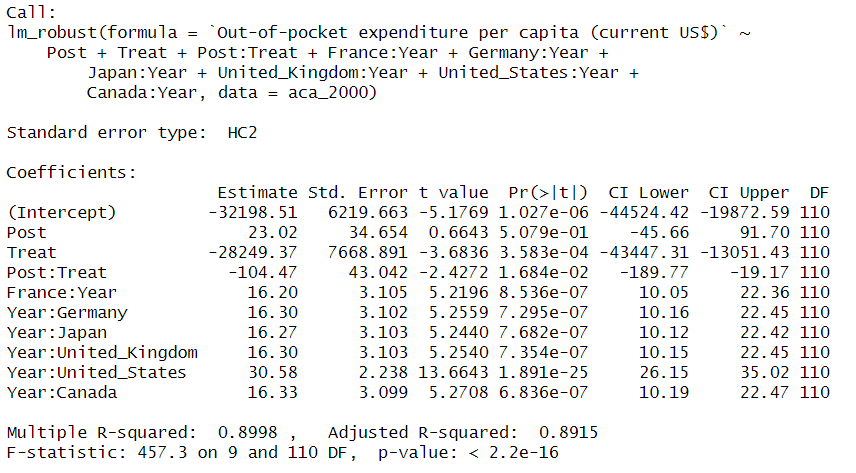 Call:
lm_robust(formula = `Out-of-pocket expenditure per capita (current US$)` ~
    Post + Treat + Post:Treat + France:Year + Germany:Year +
        Japan:Year + United_Kingdom:Year + United_States:Year +
        Canada:Year, data = aca_2000)

Standard error type:  HC2

Coefficients:
                      Estimate Std. Error t value  Pr(>|t|)  CI Lower  CI Upper  DF
(Intercept)          -32198.51   6219.663 -5.1769 1.027e-06 -44524.42 -19872.59 110
Post                     23.02     34.654  0.6643 5.079e-01    -45.66     91.70 110
Treat                -28249.37   7668.891 -3.6836 3.583e-04 -43447.31 -13051.43 110
Post:Treat             -104.47     43.042 -2.4272 1.684e-02   -189.77    -19.17 110
France:Year              16.20      3.105  5.2196 8.536e-07     10.05     22.36 110
Year:Germany             16.30      3.102  5.2559 7.295e-07     10.16     22.45 110
Year:Japan               16.27      3.103  5.2440 7.682e-07     10.12     22.42 110
Year:United_Kingdom      16.30      3.103  5.2540 7.354e-07     10.15     22.45 110
Year:United_States       30.58      2.238 13.6643 1.891e-25     26.15     35.02 110
Year:Canada              16.33      3.099  5.2708 6.836e-07     10.19     22.47 110

Multiple R-squared:  0.8998 ,	Adjusted R-squared:  0.8915
F-statistic: 457.3 on 9 and 110 DF,  p-value: < 2.2e-16